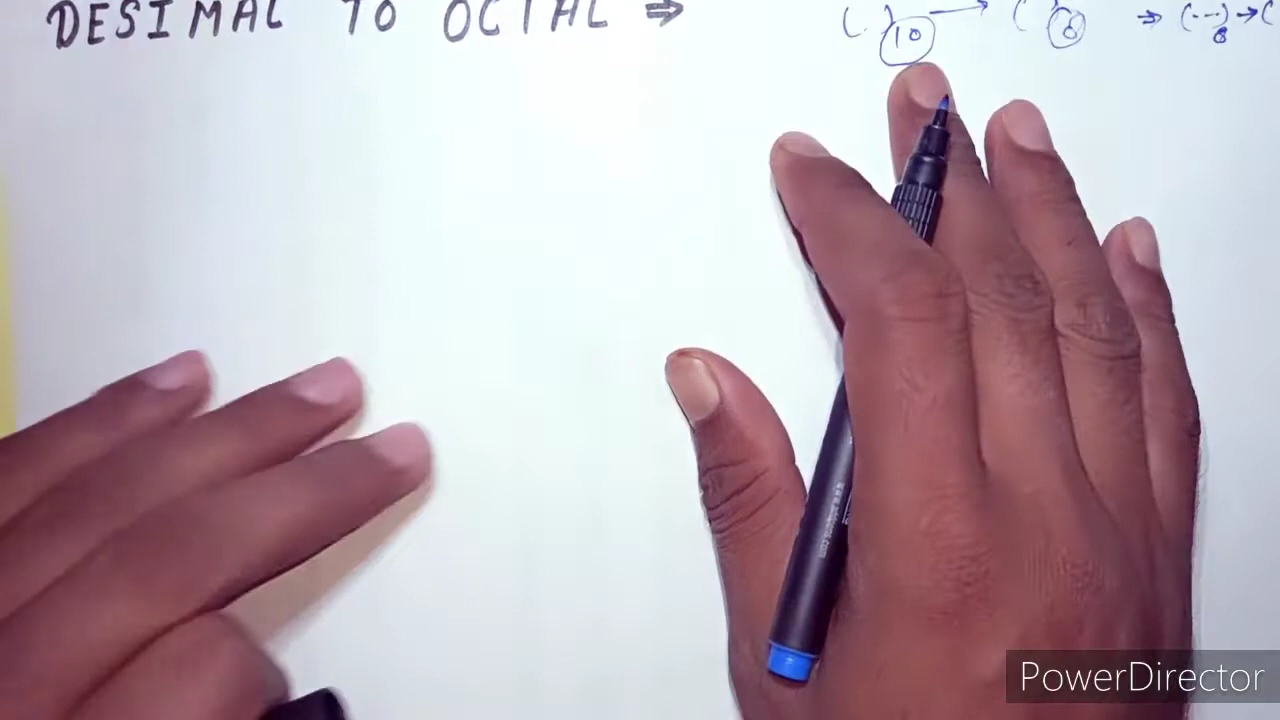 DESIMAL TO OCTAL ⇒ (.)10 → ( )8 ⇒ (--)8 → (
PowerDirector